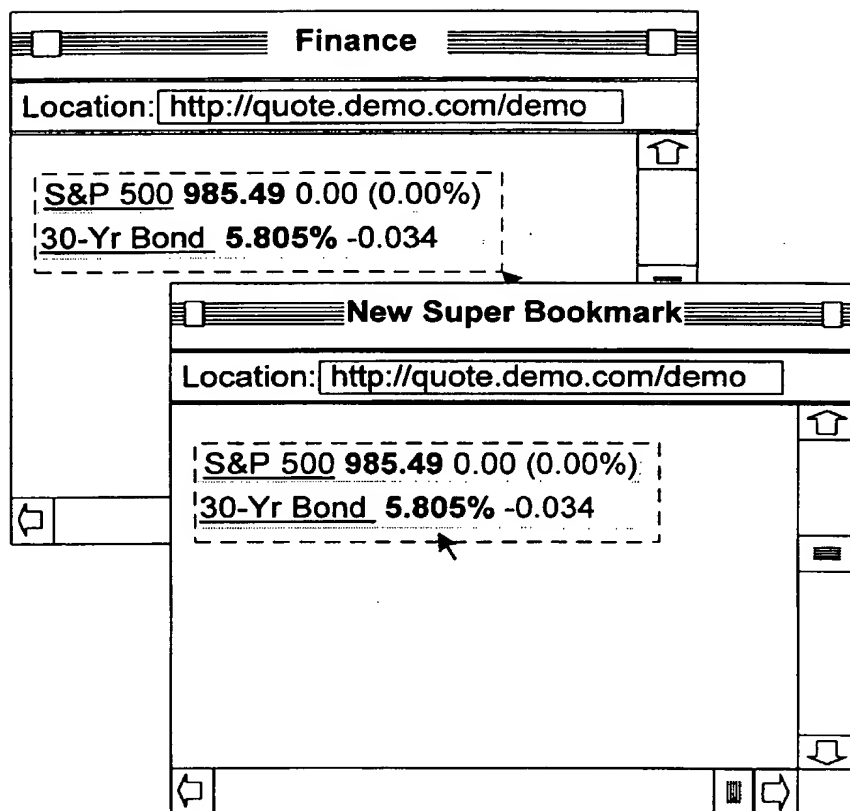 Finance
Location: http://quote.demo.com/demo
S&P 500 985.49 0.00 (0.00%)
30-Yr Bond 5.805% -0.034
New Super Bookmark
Location: http://quote.demo.com/demo
S&P 500 985.49 0.00 (0.00%)
30-Yr Bond 5.805% -0.034